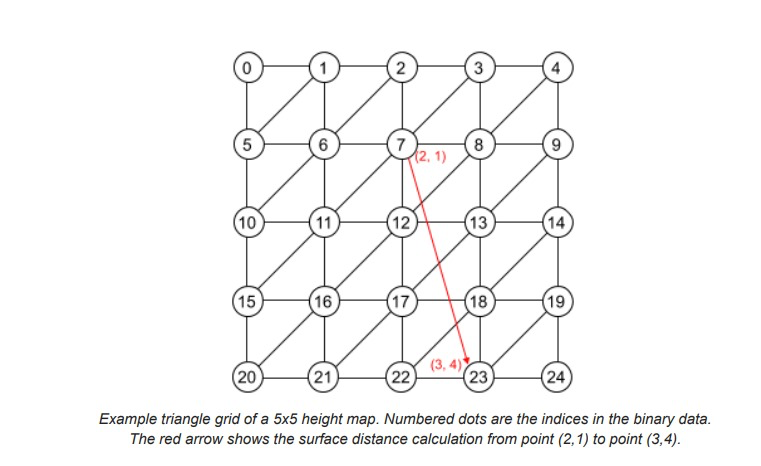 0 1 2 3 4
5 6 7 8 9
(2, 1)
10 11 12 13 14
15 16 17 18 19
(3, 4)
20 21 22 23 24
Example triangle grid of a 5x5 height map. Numbered dots are the indices in the binary data.
The red arrow shows the surface distance calculation from point (2,1) to point (3,4).